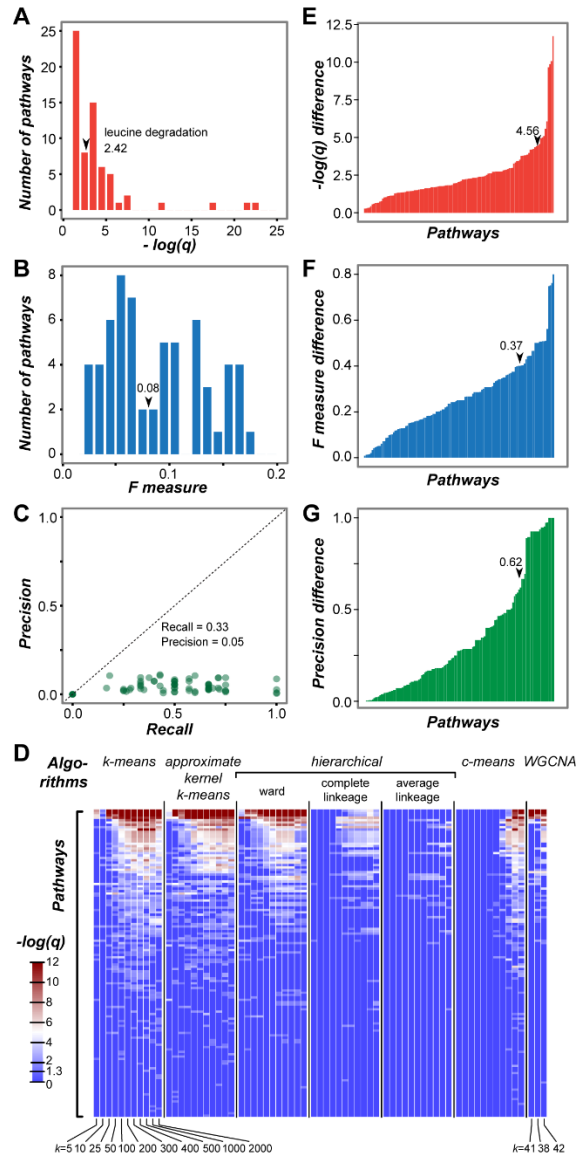 A
Number of pathways
25
20
15
10
5
0
leucine degradation
2.42
0 5 10 15 20 25
- log(q)
E
-log(q) difference
12.5
10.0
7.5
5.0
2.5
0.0
4.56
Pathways
B
Number of pathways
8
6
4
2
0
0.08
0.0 0.1 0.2
F measure
F
F measure difference
0.8
0.6
0.4
0.2
0.0
0.37
Pathways
C
Precision
1.0
0.5
0.0
Recall = 0.33
Precision = 0.05
0.0 0.5 1.0
Recall
G
Precision difference
1.0
0.5
0.0
0.62
Pathways
D
Algo-
rithms
k-means
approximate
kernel
k-means
hierarchical
ward
complete
linkeage
average
linkeage
c-means
WGCNA
Pathways
-log(q)
12
10
8
6
4
2
1.3
0
k=5 10 25 50 100 200 300 400 500 1000 2000
k=41 38 42